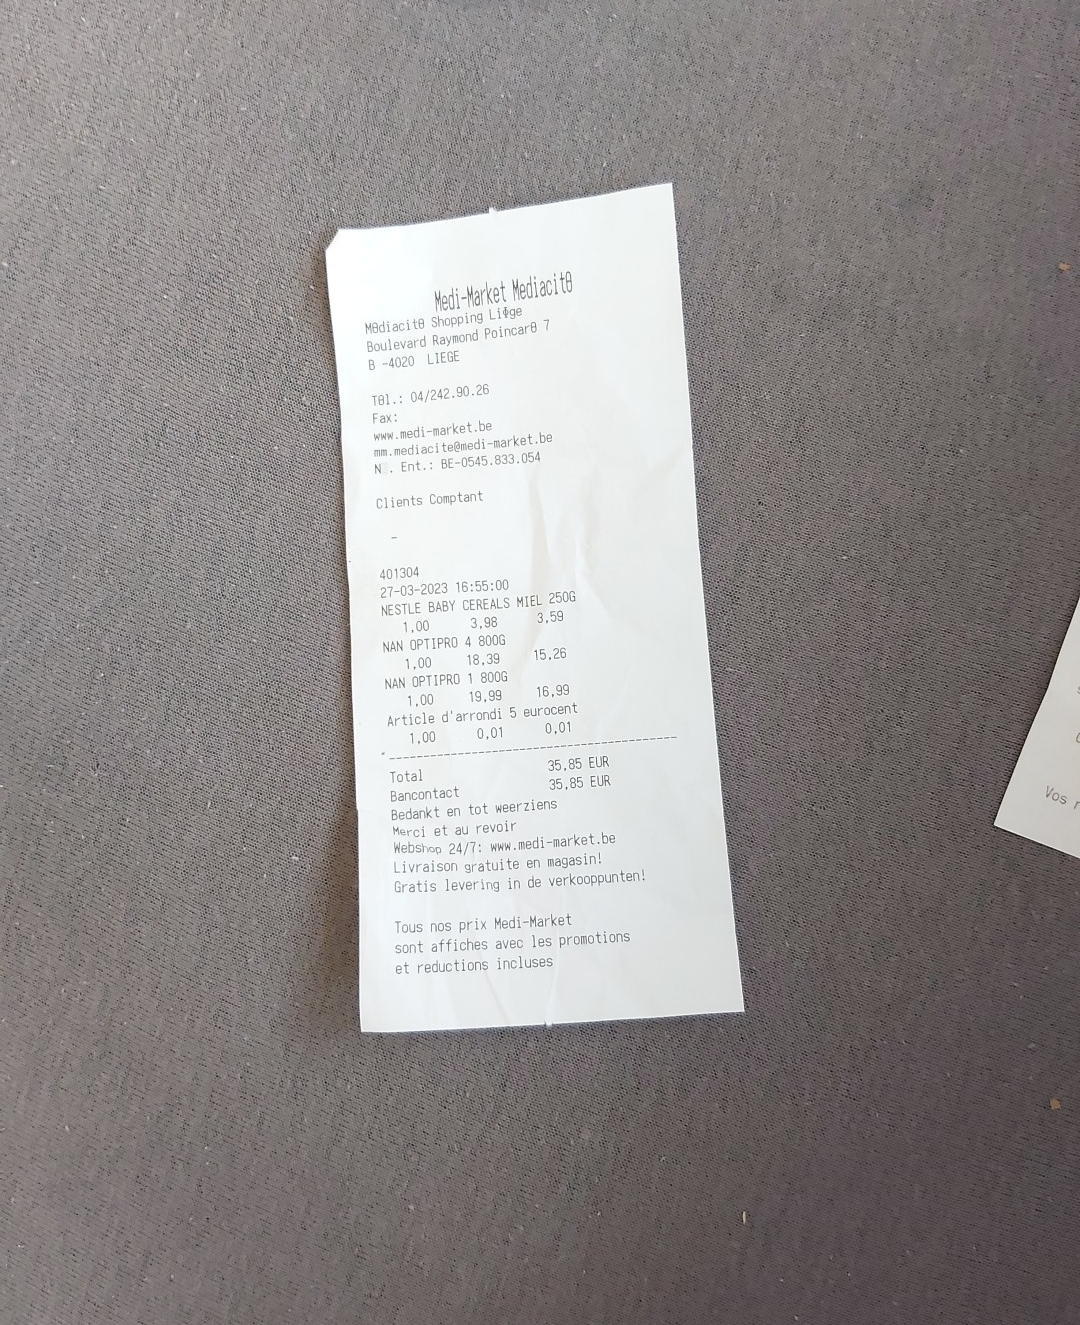 Medi-Market Mediacitθ
Mθdiacitθ Shopping LiΦge
Boulevard Raymond Poincarθ 7
B -4020 LIEGE
Tθl.: 04/242.90.26
Fax:
www.medi-market.be
mm.mediacite@medi-market.be
N . Ent.: BE-0545.833.054
Clients Comptant
-
401304
27-03-2023 16:55:00
NESTLE BABY CEREALS MIEL 250G
1,00 3,98 3,59
NAN OPTIPRO 4 800G
1,00 18,39 15,26
NAN OPTIPRO 1 800G
1,00 19,99 16,99
Article d'arrondi 5 eurocent
1,00 0,01 0,01
Total 35,85 EUR
Bancontact 35,85 EUR
Bedankt en tot weerziens
Merci et au revoir
Webshop 24/7: www.medi-market.be
Livraison gratuite en magasin!
Gratis levering in de verkooppunten!
Tous nos prix Medi-Market
sont affiches avec les promotions
et reductions incluses
Vos